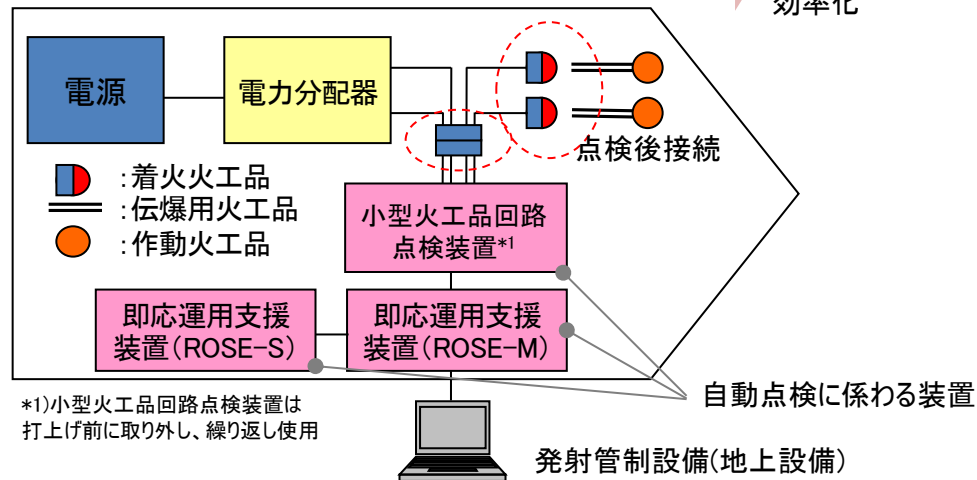 効率化
電源
電力分配器
点検後接続
:着火火工品
:伝爆用火工品
:作動火工品
小型火工品回路
点検装置*1
即応運用支援
装置(ROSE-S)
即応運用支援
装置(ROSE-M)
自動点検に係わる装置
*1)小型火工品回路点検装置は
打上げ前に取り外し、繰り返し使用
発射管制設備(地上設備)